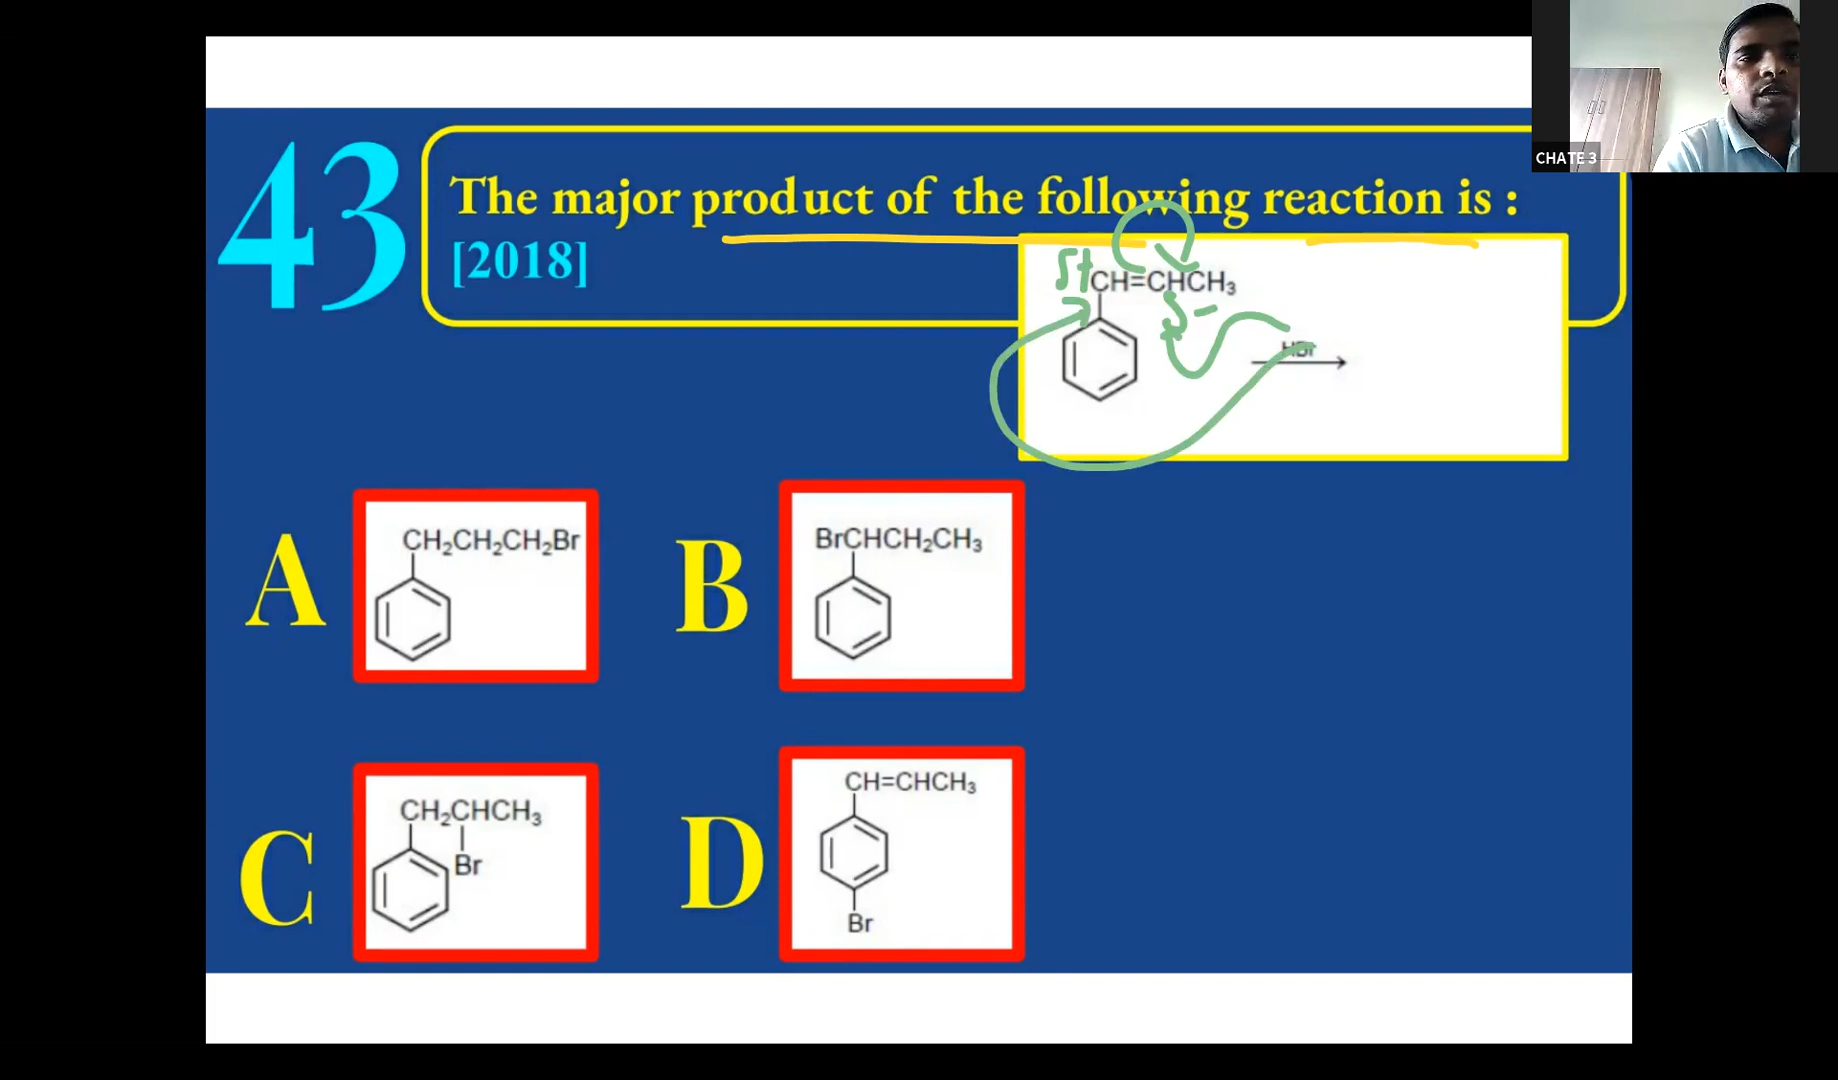 CHATE 3
43
The major product of the following reaction is :
[2018]
δ+
CH=CHCH₃
δ-
HBr
A
CH₂CH₂CH₂Br
B
BrCHCH₂CH₃
C
CH₂CHCH₃
Br
D
CH=CHCH₃
Br